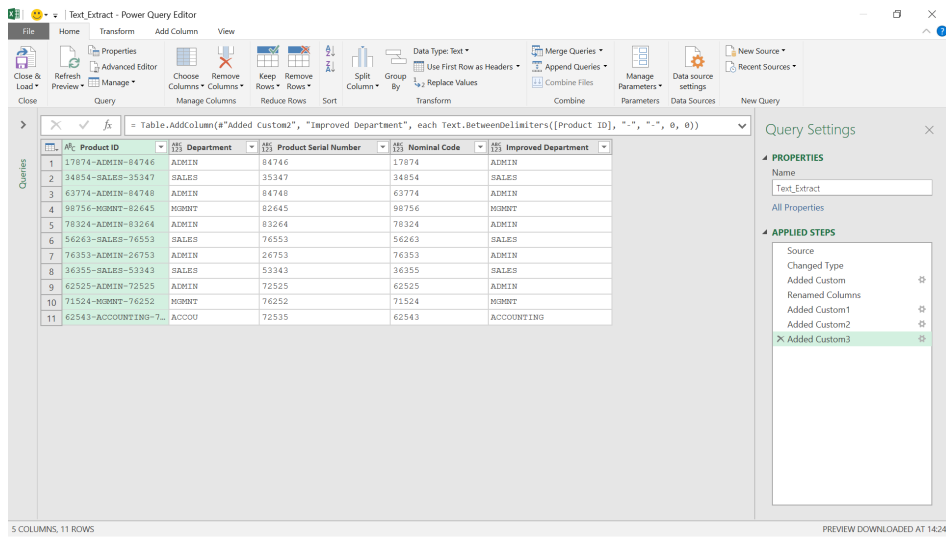 Text_Extract - Power Query Editor
File Home Transform Add Column View
Close & Load
Refresh Preview
Properties
Advanced Editor
Manage
Choose Columns
Remove Columns
Keep Rows
Remove Rows
Split Column
Group By
Data Type: Text
Use First Row as Headers
Replace Values
Merge Queries
Append Queries
Combine Files
Manage Parameters
Data source settings
New Source
Recent Sources
Close Query Manage Columns Reduce Rows Sort Transform Combine Parameters Data Sources New Query
fx = Table.AddColumn(#"Added Custom2", "Improved Department", each Text.BetweenDelimiters([Product ID], "-", "-", 0, 0))
Queries
ABC Product ID ABC 123 Department ABC 123 Product Serial Number ABC 123 Nominal Code ABC 123 Improved Department
1 17874-ADMIN-84746 ADMIN 84746 17874 ADMIN
2 34854-SALES-35347 SALES 35347 34854 SALES
3 63774-ADMIN-84748 ADMIN 84748 63774 ADMIN
4 98756-MGMNT-82645 MGMNT 82645 98756 MGMNT
5 78324-ADMIN-83264 ADMIN 83264 78324 ADMIN
6 56263-SALES-76553 SALES 76553 56263 SALES
7 76353-ADMIN-26753 ADMIN 26753 76353 ADMIN
8 36355-SALES-53343 SALES 53343 36355 SALES
9 62525-ADMIN-72525 ADMIN 72525 62525 ADMIN
10 71524-MGMNT-76252 MGMNT 76252 71524 MGMNT
11 62543-ACCOUNTING-7... ACCOU 72535 62543 ACCOUNTING
Query Settings
PROPERTIES
Name
Text_Extract
All Properties
APPLIED STEPS
Source
Changed Type
Added Custom
Renamed Columns
Added Custom1
Added Custom2
Added Custom3
5 COLUMNS, 11 ROWS
PREVIEW DOWNLOADED AT 14:24